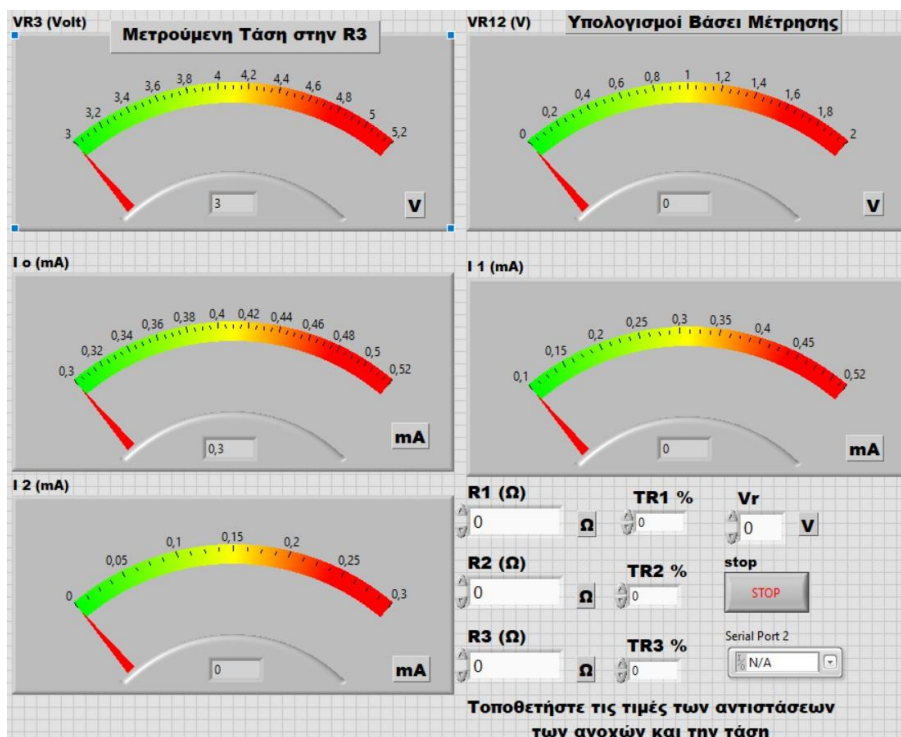 VR3 (Volt)
Μετρούμενη Τάση στην R3
3 3,2 3,4 3,6 3,8 4 4,2 4,4 4,6 4,8 5 5,2
3
V
VR12 (V)
Υπολογισμοί Βάσει Μέτρησης
0 0,2 0,4 0,6 0,8 1 1,2 1,4 1,6 1,8 2
0
V
I o (mA)
0,3 0,32 0,34 0,36 0,38 0,4 0,42 0,44 0,46 0,48 0,5 0,52
0,3
mA
I 1 (mA)
0,1 0,15 0,2 0,25 0,3 0,35 0,4 0,45 0,52
0
mA
I 2 (mA)
0 0,05 0,1 0,15 0,2 0,25 0,3
0
mA
R1 (Ω) TR1 % Vr
0 Ω 0 0 V
R2 (Ω) TR2 % stop
0 Ω 0 STOP
R3 (Ω) TR3 % Serial Port 2
0 Ω 0 N/A
Τοποθετήστε τις τιμές των αντιστάσεων
των ανοχών και την τάση